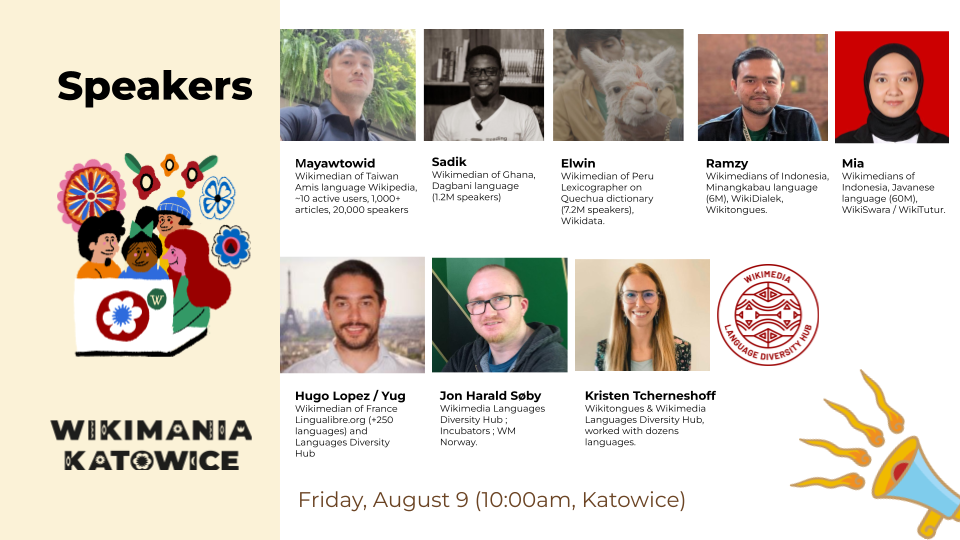 Speakers
W
WIKIMANIA
KATOWICE
Mayawtowid
Wikimedian of Taiwan
Amis language Wikipedia,
~10 active users, 1,000+
articles, 20,000 speakers
Sadik
Wikimedian of Ghana,
Dagbani language
(1.2M speakers)
Elwin
Wikimedian of Peru
Lexicographer on
Quechua dictionary
(7.2M speakers),
Wikidata.
Ramzy
Wikimedians of Indonesia,
Minangkabau language
(6M), WikiDialek,
Wikitongues.
Mia
Wikimedians of
Indonesia, Javanese
language (60M),
WikiSwara / WikiTutur.
Hugo Lopez / Yug
Wikimedian of France
Lingualibre.org (+250
languages) and
Languages Diversity
Hub
Jon Harald Søby
Wikimedia Languages
Diversity Hub ;
Incubators ; WM
Norway.
Kristen Tcherneshoff
Wikitongues & Wikimedia
Languages Diversity Hub,
worked with dozens
languages.
WIKIMEDIA
LANGUAGE DIVERSITY HUB
Friday, August 9 (10:00am, Katowice)